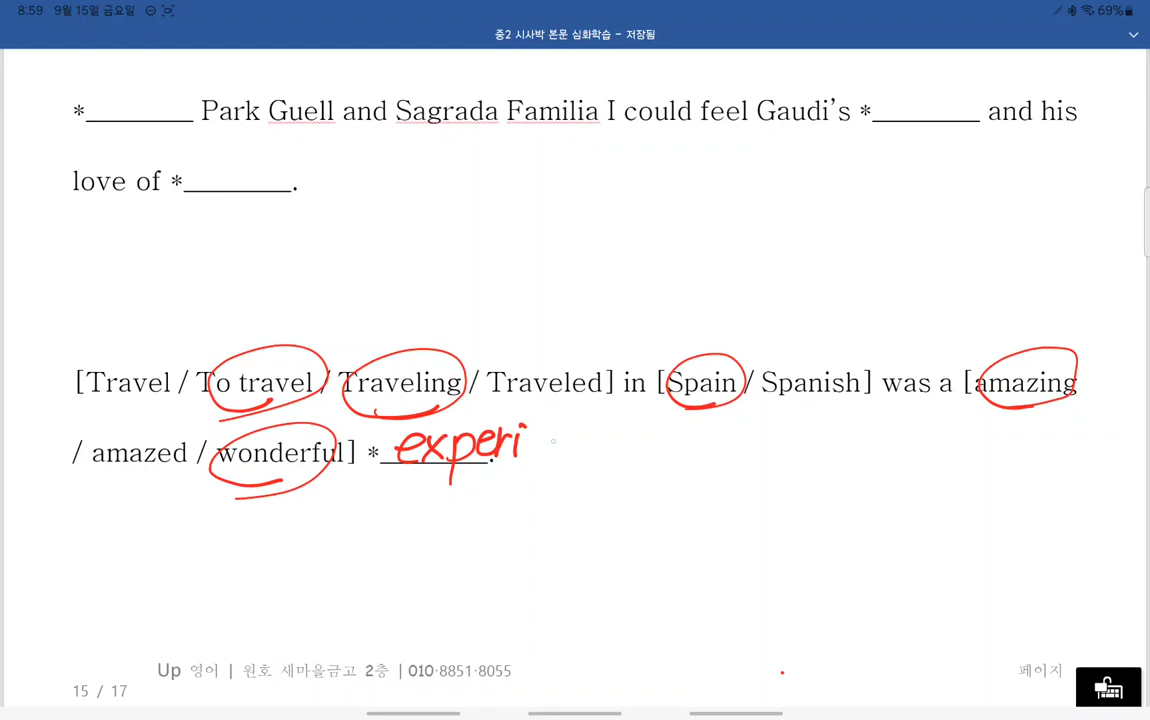 8:59 9월 15일 금요일 69%
중2 시사박 본문 심화학습 - 저장됨
*________ Park Guell and Sagrada Familia I could feel Gaudi's *________ and his
love of *________.
[Travel / To travel / Traveling / Traveled] in [Spain / Spanish] was a [amazing
/ amazed / wonderful] *________.
experi
Up 영어 | 원호 새마을금고 2층 | 010·8851·8055 페이지
15 / 17